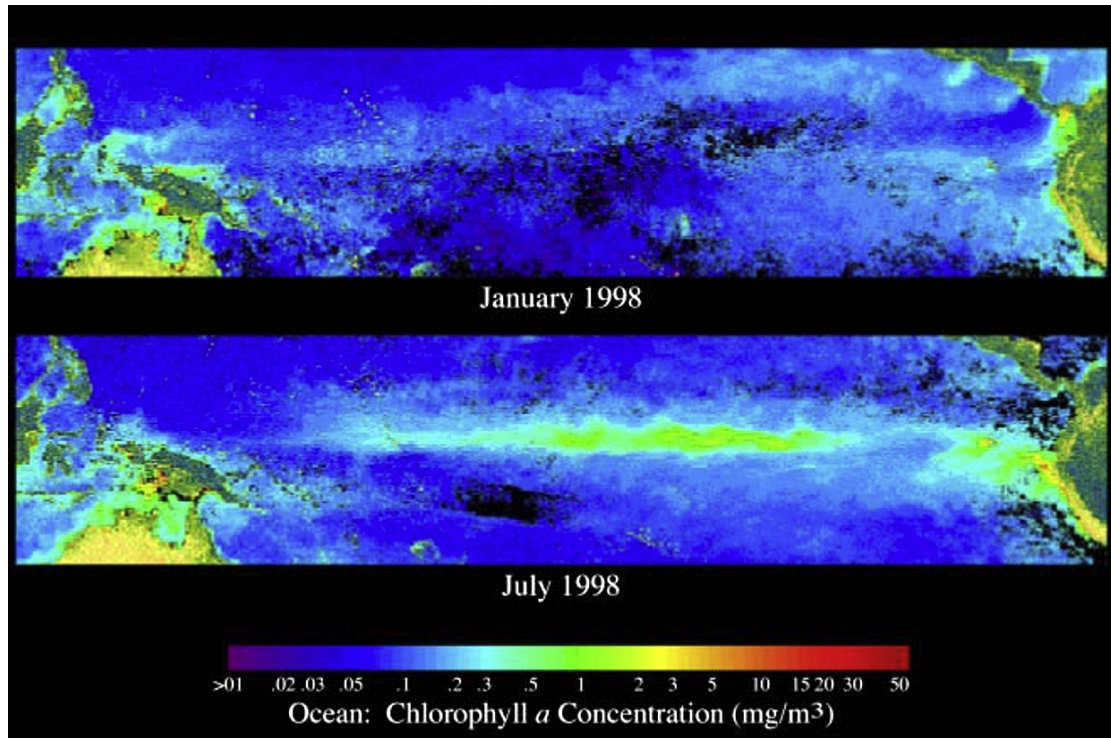 January 1998
July 1998
>01 .02 .03 .05 .1 .2 .3 .5 1 2 3 5 10 15 20 30 50
Ocean: Chlorophyll a Concentration (mg/m³)